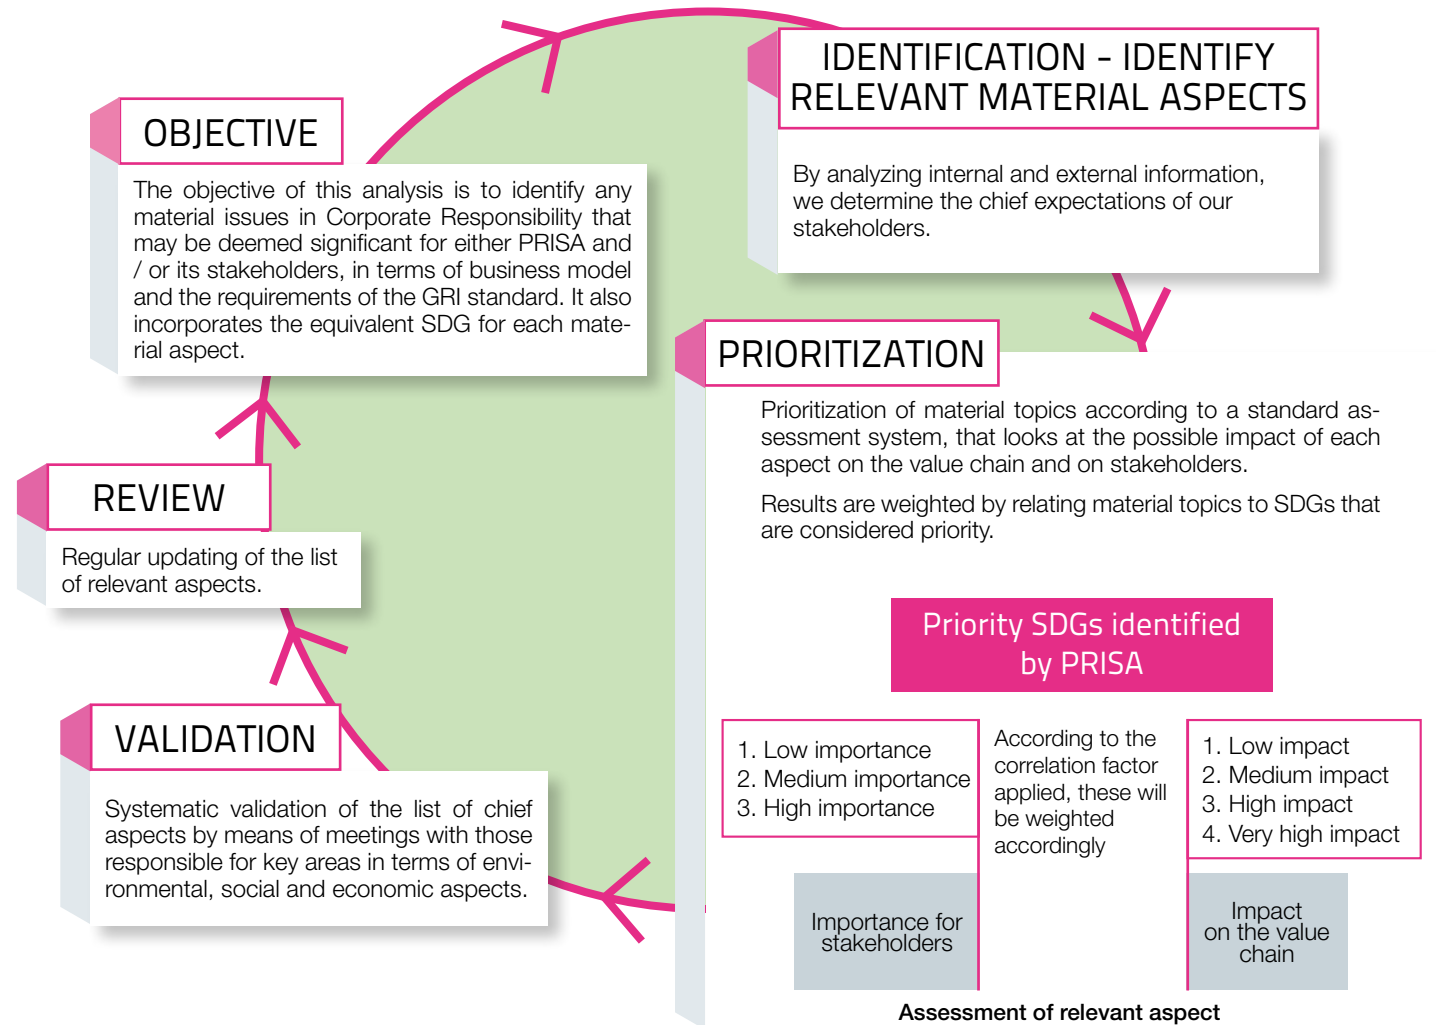 OBJECTIVE
The objective of this analysis is to identify any
material issues in Corporate Responsibility that
may be deemed significant for either PRISA and
/ or its stakeholders, in terms of business model
and the requirements of the GRI standard. It also
incorporates the equivalent SDG for each mate-
rial aspect.
IDENTIFICATION - IDENTIFY
RELEVANT MATERIAL ASPECTS
By analyzing internal and external information,
we determine the chief expectations of our
stakeholders.
PRIORITIZATION
Prioritization of material topics according to a standard as-
sessment system, that looks at the possible impact of each
aspect on the value chain and on stakeholders.
Results are weighted by relating material topics to SDGs that
are considered priority.
Priority SDGs identified
by PRISA
1. Low importance
2. Medium importance
3. High importance
According to the
correlation factor
applied, these will
be weighted
accordingly
1. Low impact
2. Medium impact
3. High impact
4. Very high impact
Importance for
stakeholders
Impact
on the value
chain
Assessment of relevant aspect
VALIDATION
Systematic validation of the list of chief
aspects by means of meetings with those
responsible for key areas in terms of envi-
ronmental, social and economic aspects.
REVIEW
Regular updating of the list
of relevant aspects.